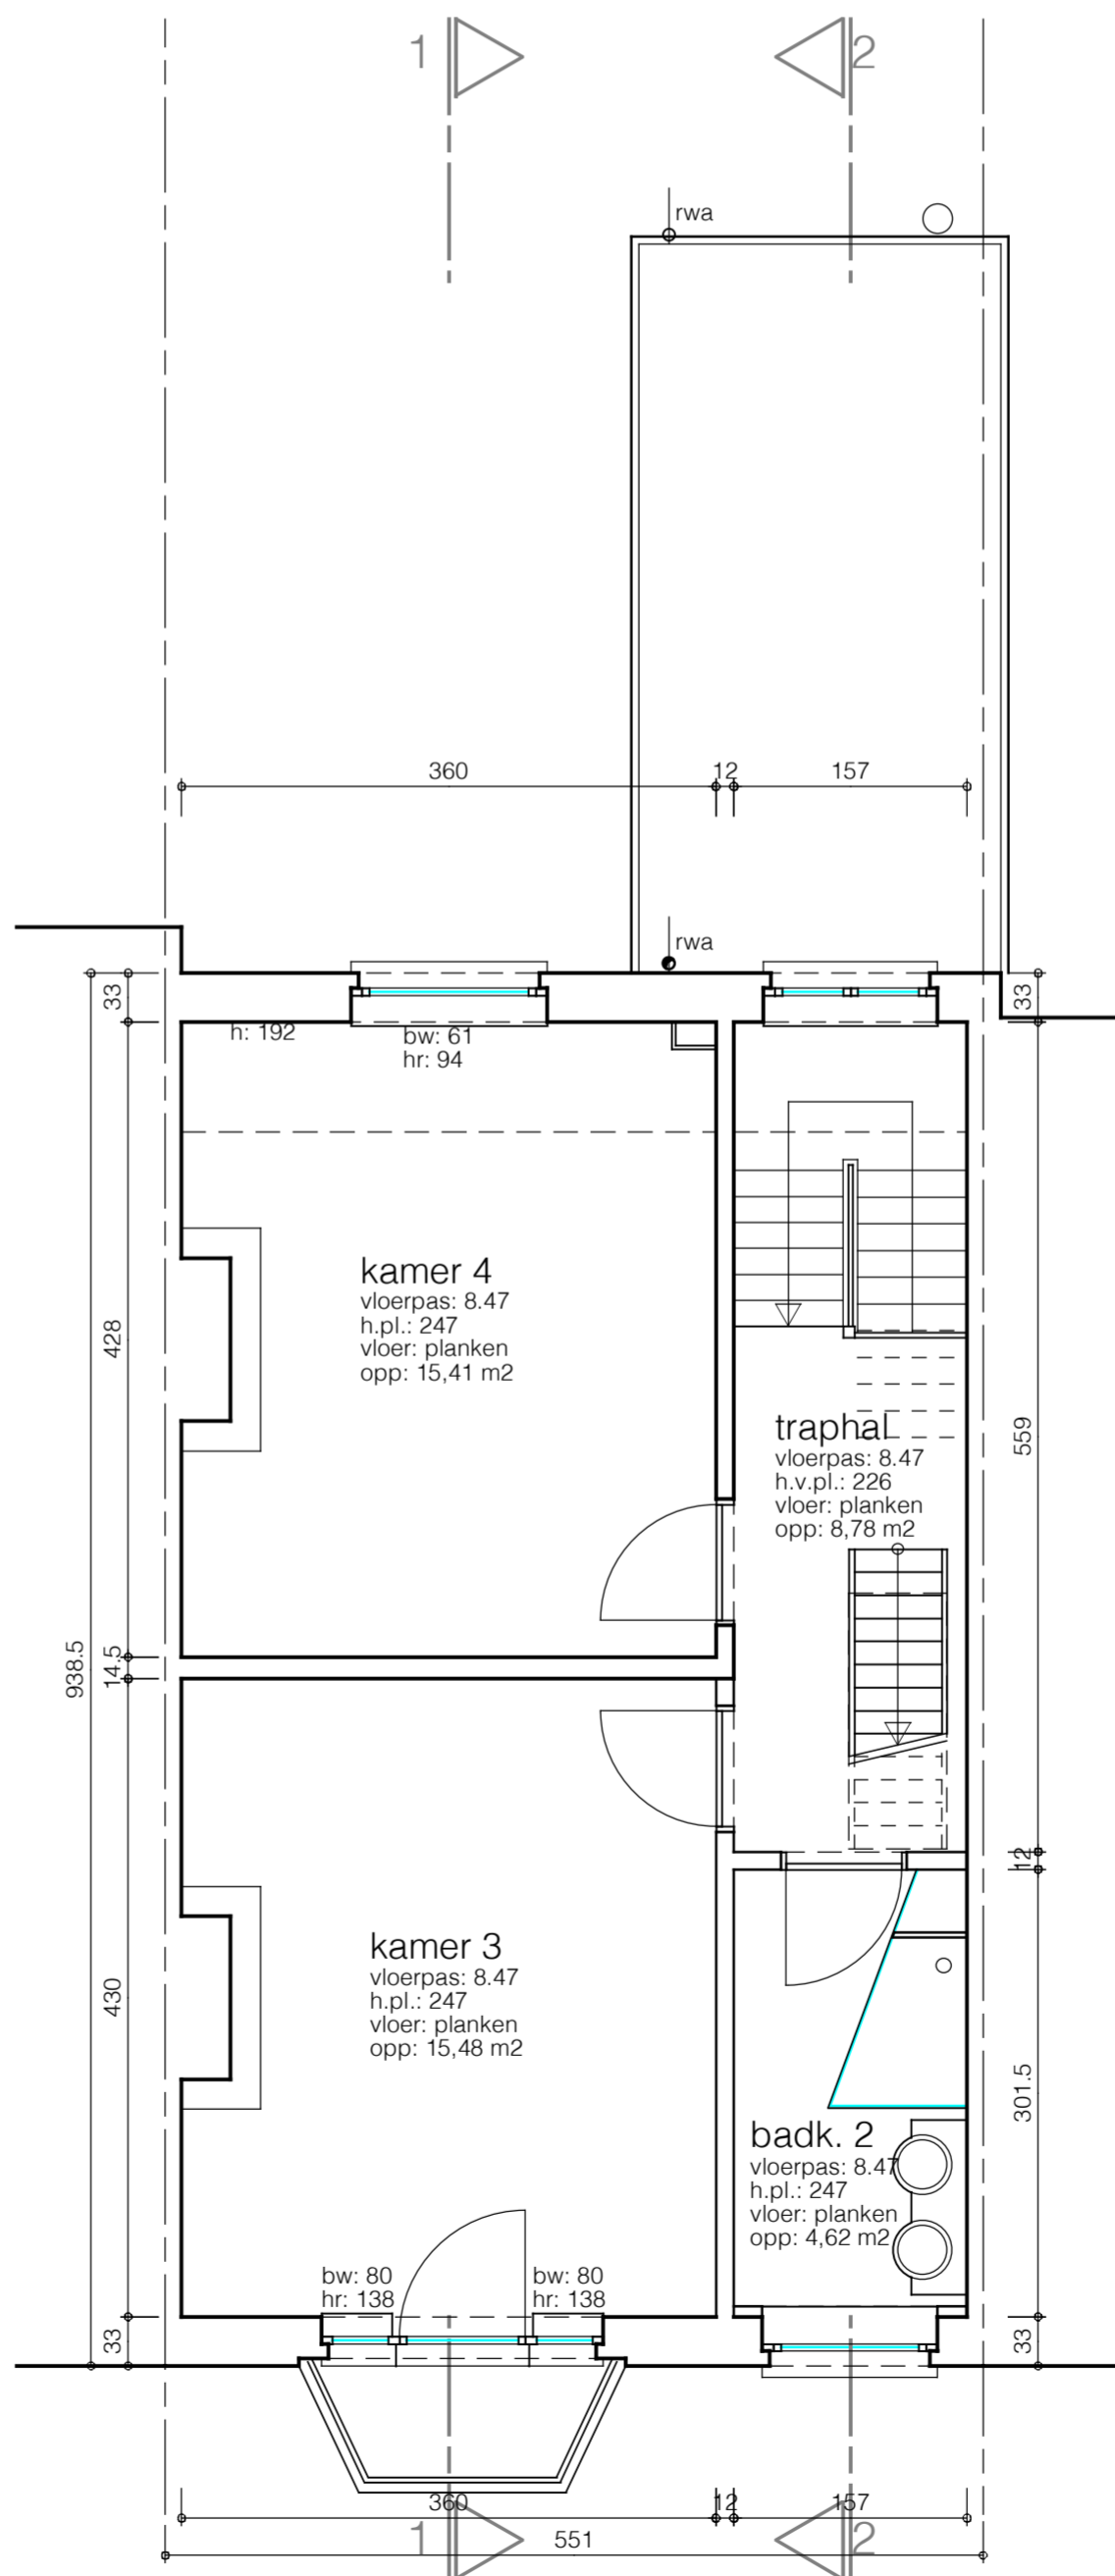 1
2
rwa
360
12
157
rwa
33
33
h: 192
bw: 61
hr: 94
kamer 4
vloerpas: 8.47
h.pl.: 247
vloer: planken
opp: 15,41 m2
428
traphal
vloerpas: 8.47
h.v.pl.: 226
vloer: planken
opp: 8,78 m2
559
938.5
14.5
12
kamer 3
vloerpas: 8.47
h.pl.: 247
vloer: planken
opp: 15,48 m2
430
301.5
badk. 2
vloerpas: 8.47
h.pl.: 247
vloer: planken
opp: 4,62 m2
bw: 80
hr: 138
bw: 80
hr: 138
33
33
360
12
157
1
551
2